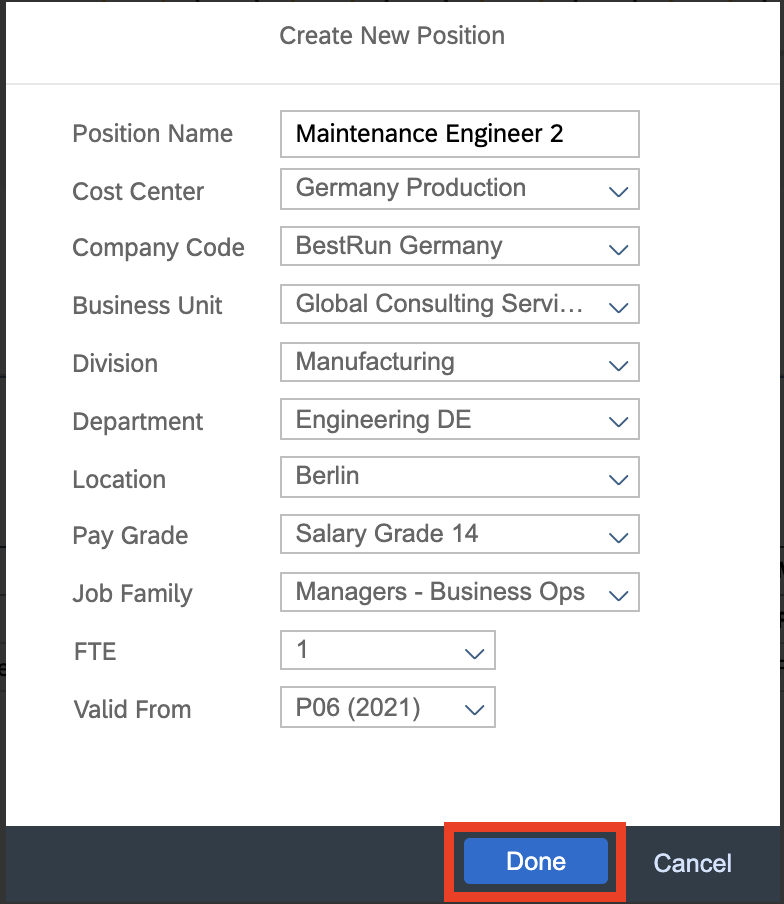 Create New Position
Position Name Maintenance Engineer 2
Cost Center Germany Production
Company Code BestRun Germany
Business Unit Global Consulting Servi...
Division Manufacturing
Department Engineering DE
Location Berlin
Pay Grade Salary Grade 14
Job Family Managers - Business Ops
FTE 1
Valid From P06 (2021)
Done Cancel